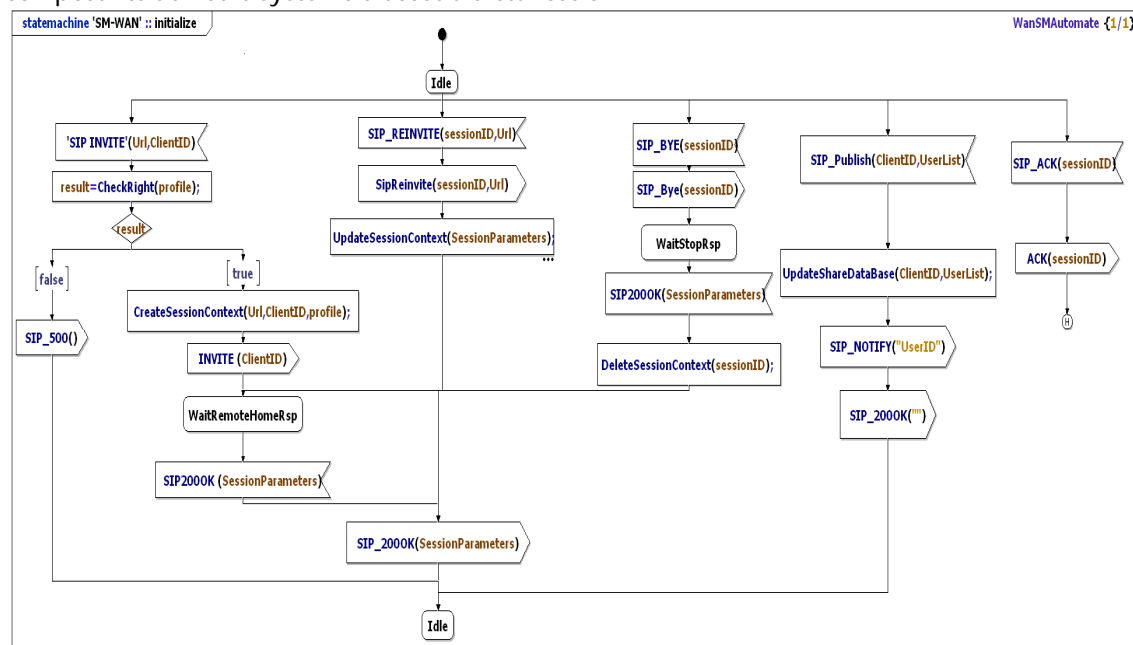 statemachine 'SM-WAN' :: initialize
WanSMAutomate {1/1}
Idle
'SIP INVITE'(Url,ClientID)
result=CheckRight(profile);
result
[false]
[true]
SIP_500()
CreateSessionContext(Url,ClientID,profile);
INVITE (ClientID)
WaitRemoteHomeRsp
SIP200OK (SessionParameters)
SIP_REINVITE(sessionID,Url)
SipReinvite(sessionID,Url)
UpdateSessionContext(SessionParameters);
...
SIP_BYE(sessionID)
SIP_Bye(sessionID)
WaitStopRsp
SIP200OK(SessionParameters)
DeleteSessionContext(sessionID);
SIP_Publish(ClientID,UserList)
UpdateShareDataBase(ClientID,UserList);
SIP_NOTIFY("UserID")
SIP_200OK("")
SIP_ACK(sessionID)
ACK(sessionID)
H
SIP_200OK(SessionParameters)
Idle